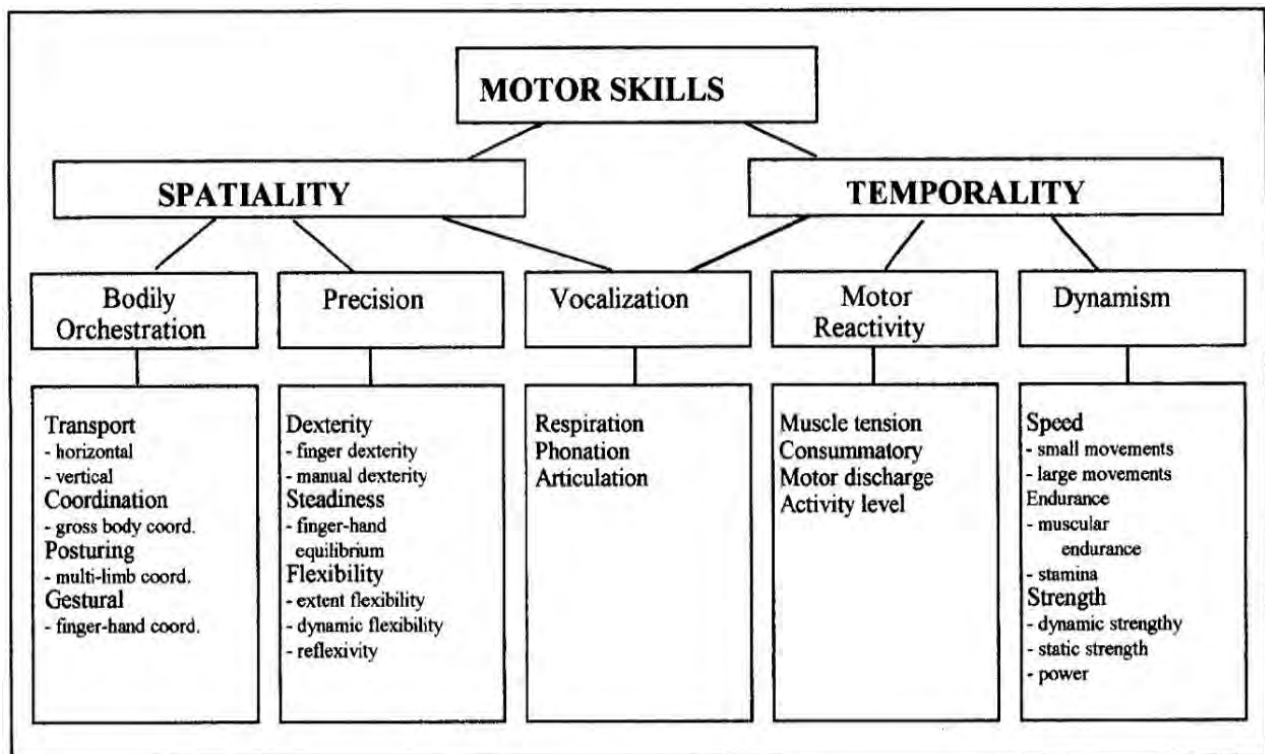 MOTOR SKILLS
SPATIALITY
TEMPORALITY
Bodily
Orchestration
Precision
Vocalization
Motor
Reactivity
Dynamism
Transport
- horizontal
- vertical
Coordination
- gross body coord.
Posturing
- multi-limb coord.
Gestural
- finger-hand coord.
Dexterity
- finger dexterity
- manual dexterity
Steadiness
- finger-hand
equilibrium
Flexibility
- extent flexibility
- dynamic flexibility
- reflexivity
Respiration
Phonation
Articulation
Muscle tension
Consummatory
Motor discharge
Activity level
Speed
- small movements
- large movements
Endurance
- muscular
endurance
- stamina
Strength
- dynamic strengthy
- static strength
- power